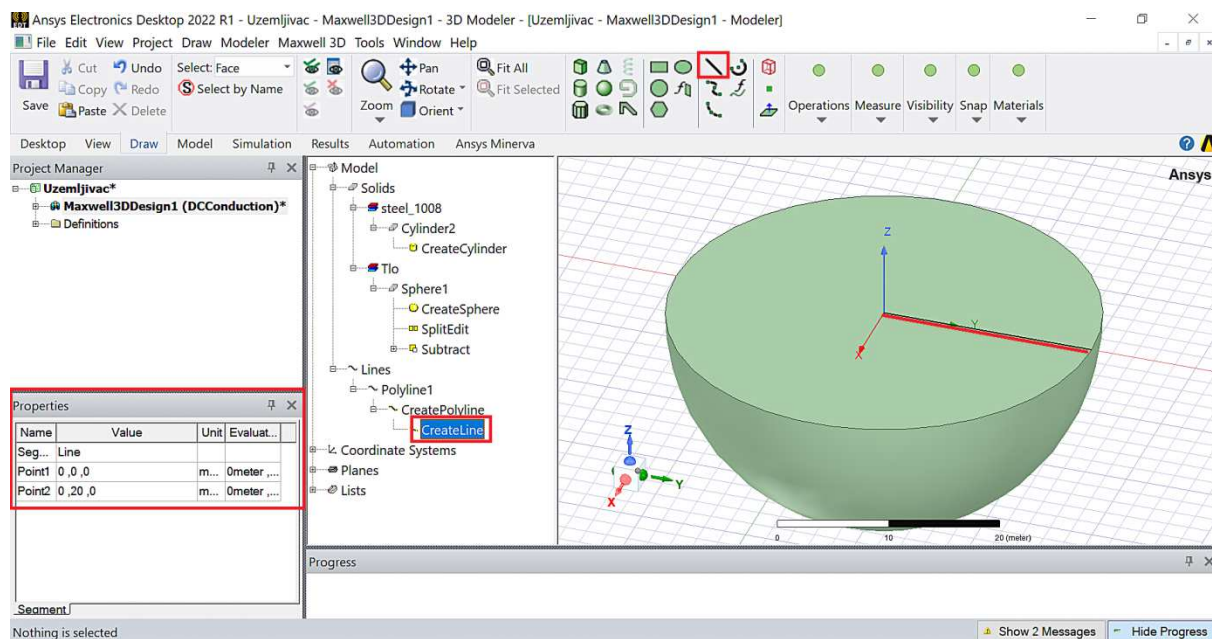 Ansys Electronics Desktop 2022 R1 - Uzemljivac - Maxwell3DDesign1 - 3D Modeler - [Uzemljivac - Maxwell3DDesign1 - Modeler]
File Edit View Project Draw Modeler Maxwell 3D Tools Window Help
Save
Cut Undo
Copy Redo
Paste Delete
Select: Face
Select by Name
Zoom
Pan
Rotate
Orient
Fit All
Fit Selected
Operations Measure Visibility Snap Materials
Desktop View Draw Model Simulation Results Automation Ansys Minerva
Project Manager
Uzemljivac*
Maxwell3DDesign1 (DCConduction)*
Definitions
Properties
Name Value Unit Evaluat...
Seg... Line
Point1 0 ,0 ,0 m... 0meter ,...
Point2 0 ,20 ,0 m... 0meter ,...
Segment
Model
Solids
steel_1008
Cylinder2
CreateCylinder
Tlo
Sphere1
CreateSphere
SplitEdit
Subtract
Lines
Polyline1
CreatePolyline
CreateLine
Coordinate Systems
Planes
Lists
Ansys
Z
Y
X
Z
Y
X
0 10 20 (meter)
Progress
Nothing is selected
Show 2 Messages Hide Progress